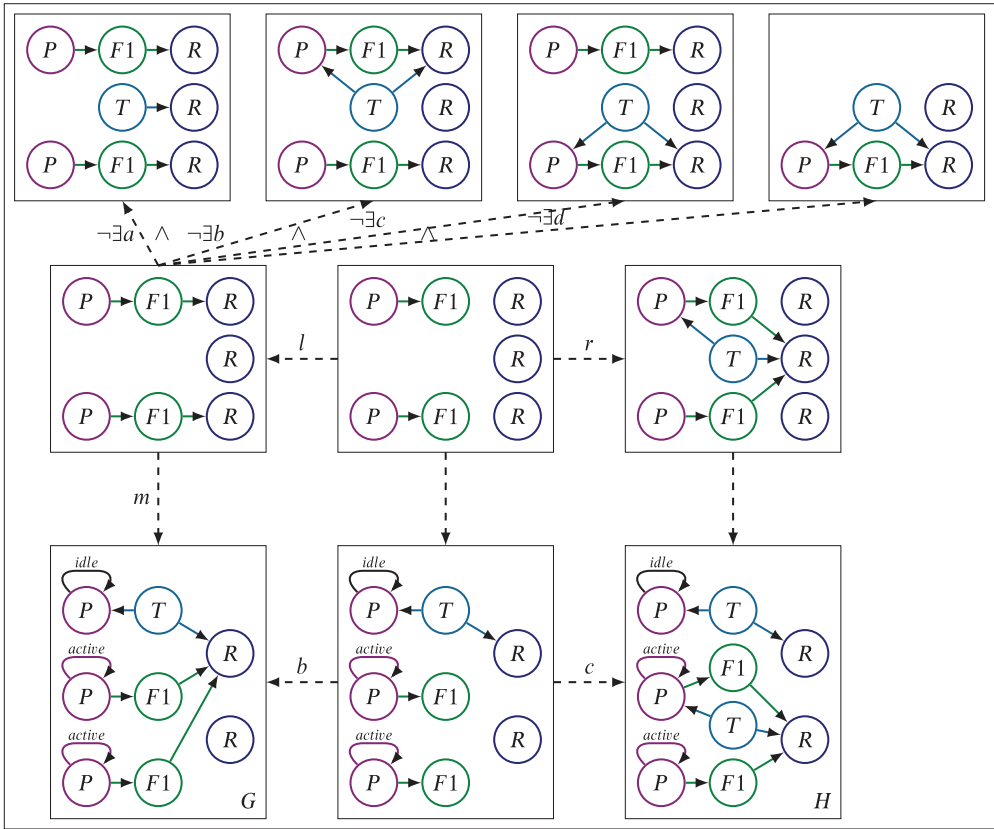 P F1 R P F1 R P F1 R
T R T R T R T R
P F1 R P F1 R P F1 R P F1 R
¬∃a ∧ ¬∃b ∧ ¬∃c ∧ ¬∃d
P F1 R P F1 R P F1 R
R l R r T R
P F1 R P F1 R P F1 R
m
idle idle idle
P T P T P T
R R R
active active active
P F1 b P F1 c P F1
R R T R
active active active
P F1 P F1 P F1
G H